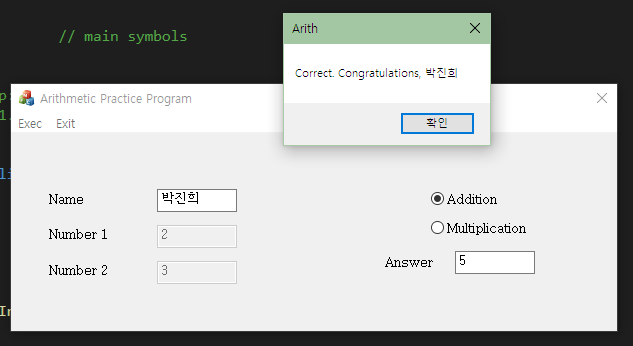 // main symbols
Arith
Correct. Congratulations, 박진희
확인
Arithmetic Practice Program
Exec Exit
Name 박진희
Addition
Number 1 2
Multiplication
Number 2 3
Answer 5